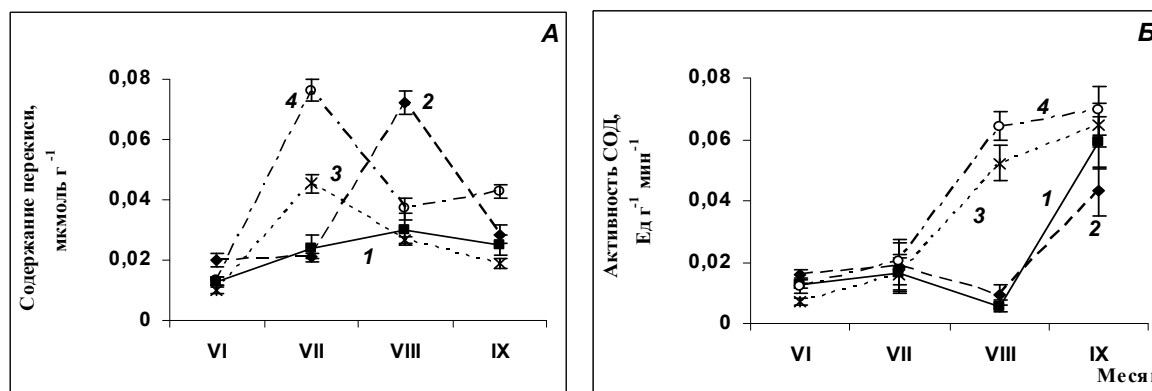 А
Содержание перекиси,
мкмоль г -1
0,08
0,06
0,04
0,02
0
4
2
3
1
VI
VII
VIII
IX
Б
Активность СОД,
Ед г-1 мин-1
0,08
0,06
0,04
0,02
0
4
3
1
2
VI
VII
VIII
IX